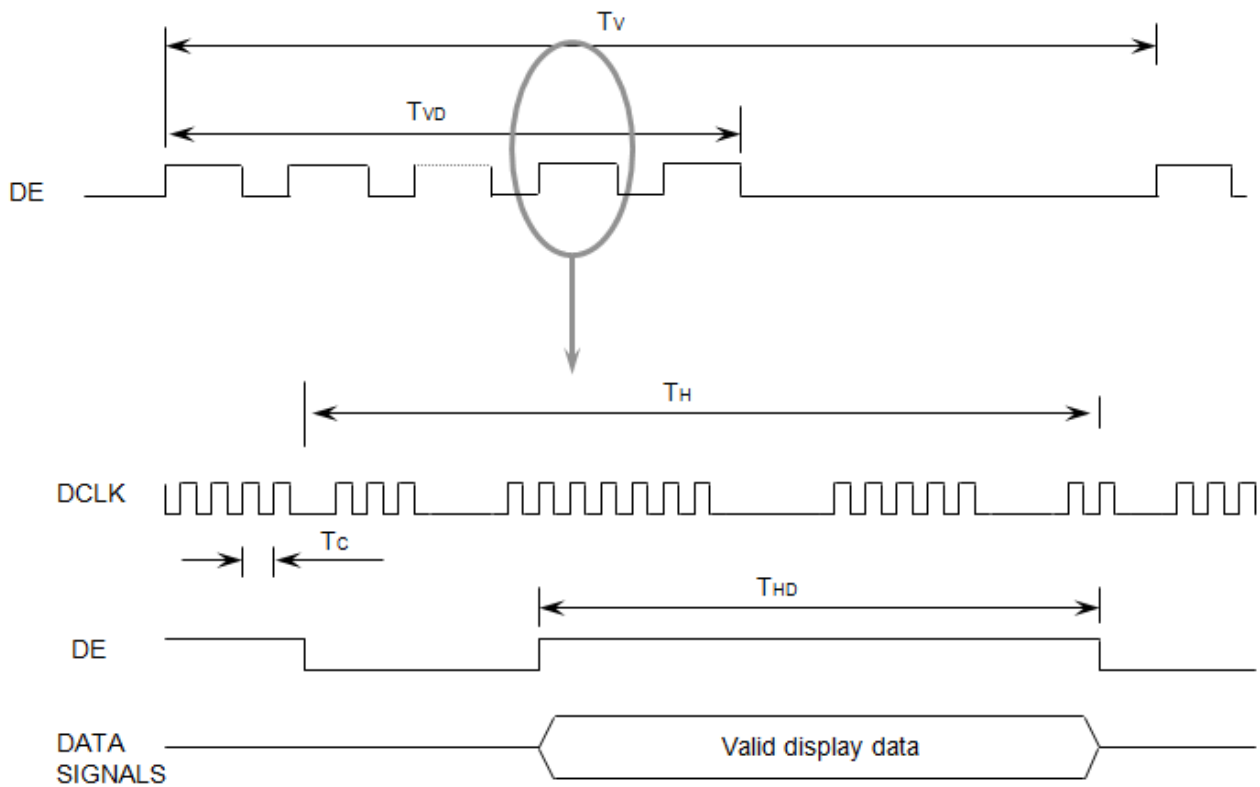 TV
TVD
DE
TH
DCLK
TC
THD
DE
DATA
SIGNALS
Valid display data